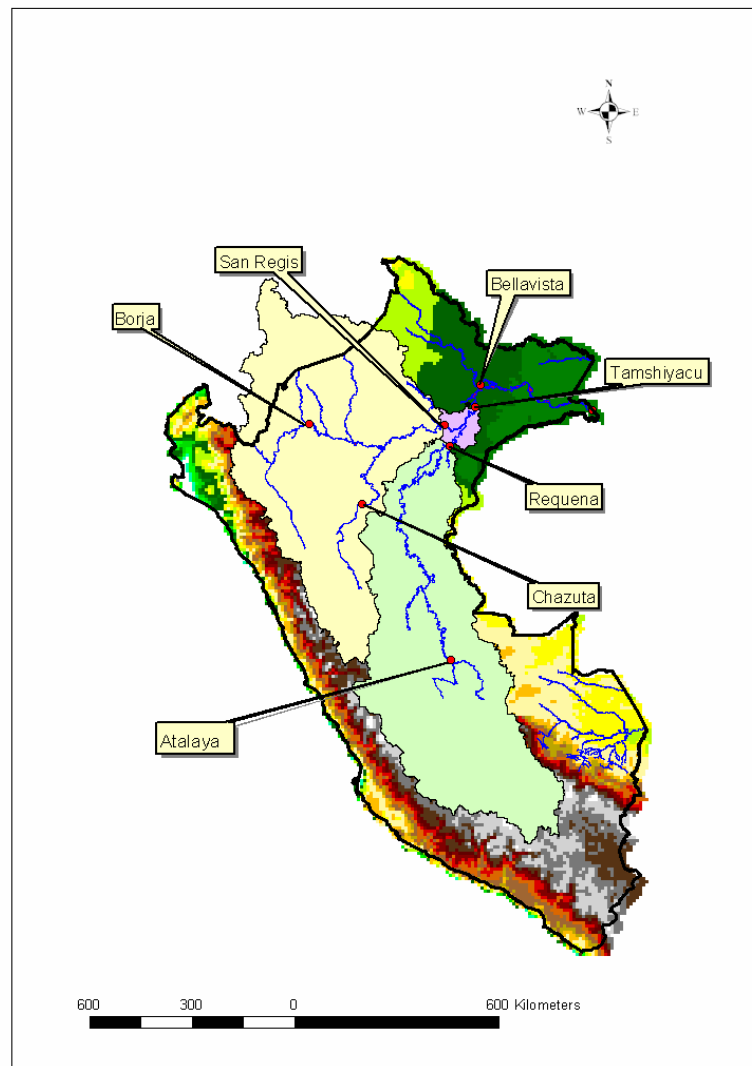 N
W E
S
San Regis
Bellavista
Borja
Tamshiyacu
Requena
Chazuta
Atalaya
600 300 0 600 Kilometers